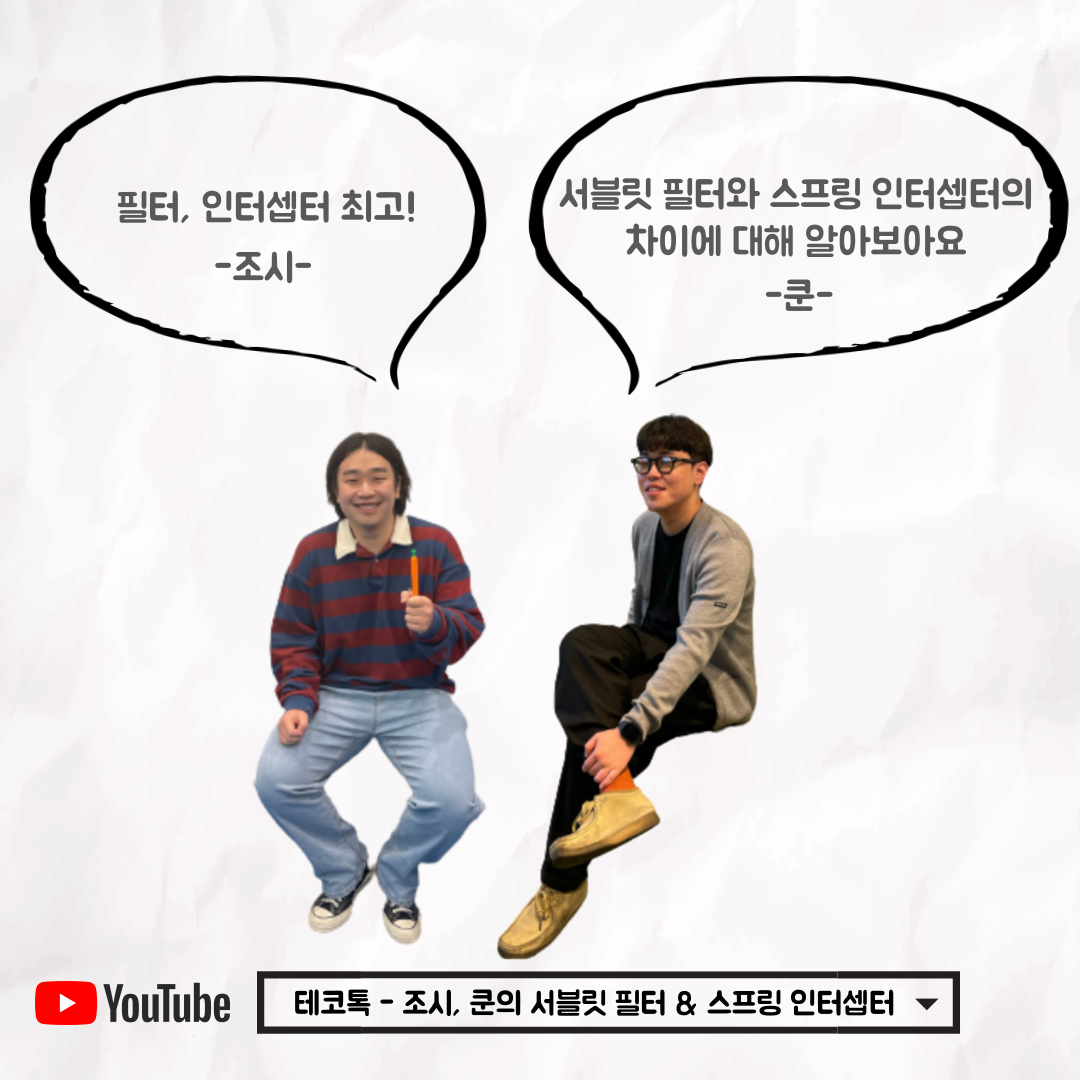 필터, 인터셉터 최고!
-조시-
서블릿 필터와 스프링 인터셉터의
차이에 대해 알아보아요
-쿤-
YouTube
테코톡 - 조시, 쿤의 서블릿 필터 & 스프링 인터셉터